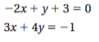 −2x + y + 3 = 0
3x + 4y = −1